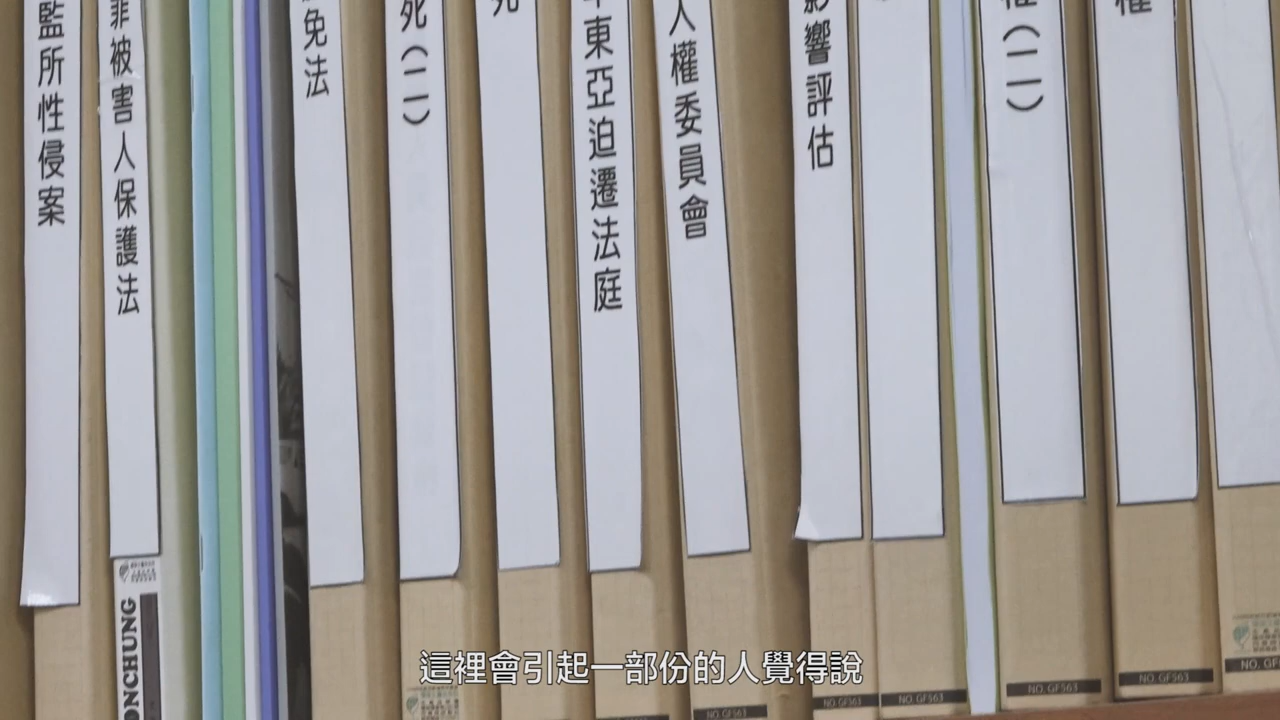 監所性侵案
被害人保護法
免法
死(二)
東亞迫遷法庭
人權委員會
影響評估
(二)
權
ONCHUNG
NO. GF563
NO. GF563
NO. GF563
NO. GF563
NO. GF563
這裡會引起一部份的人覺得說